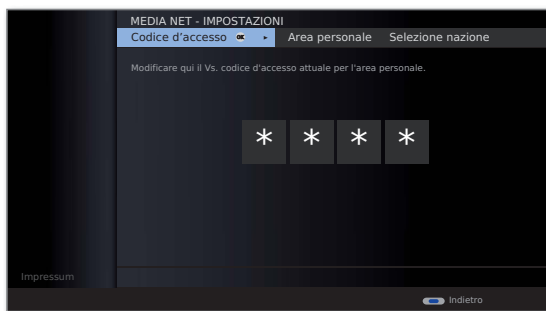 MEDIA NET - IMPOSTAZIONI
Codice d’accesso OK Area personale Selezione nazione
Modificare qui il Vs. codice d'accesso attuale per l'area personale.
* * * *
Impressum
Indietro